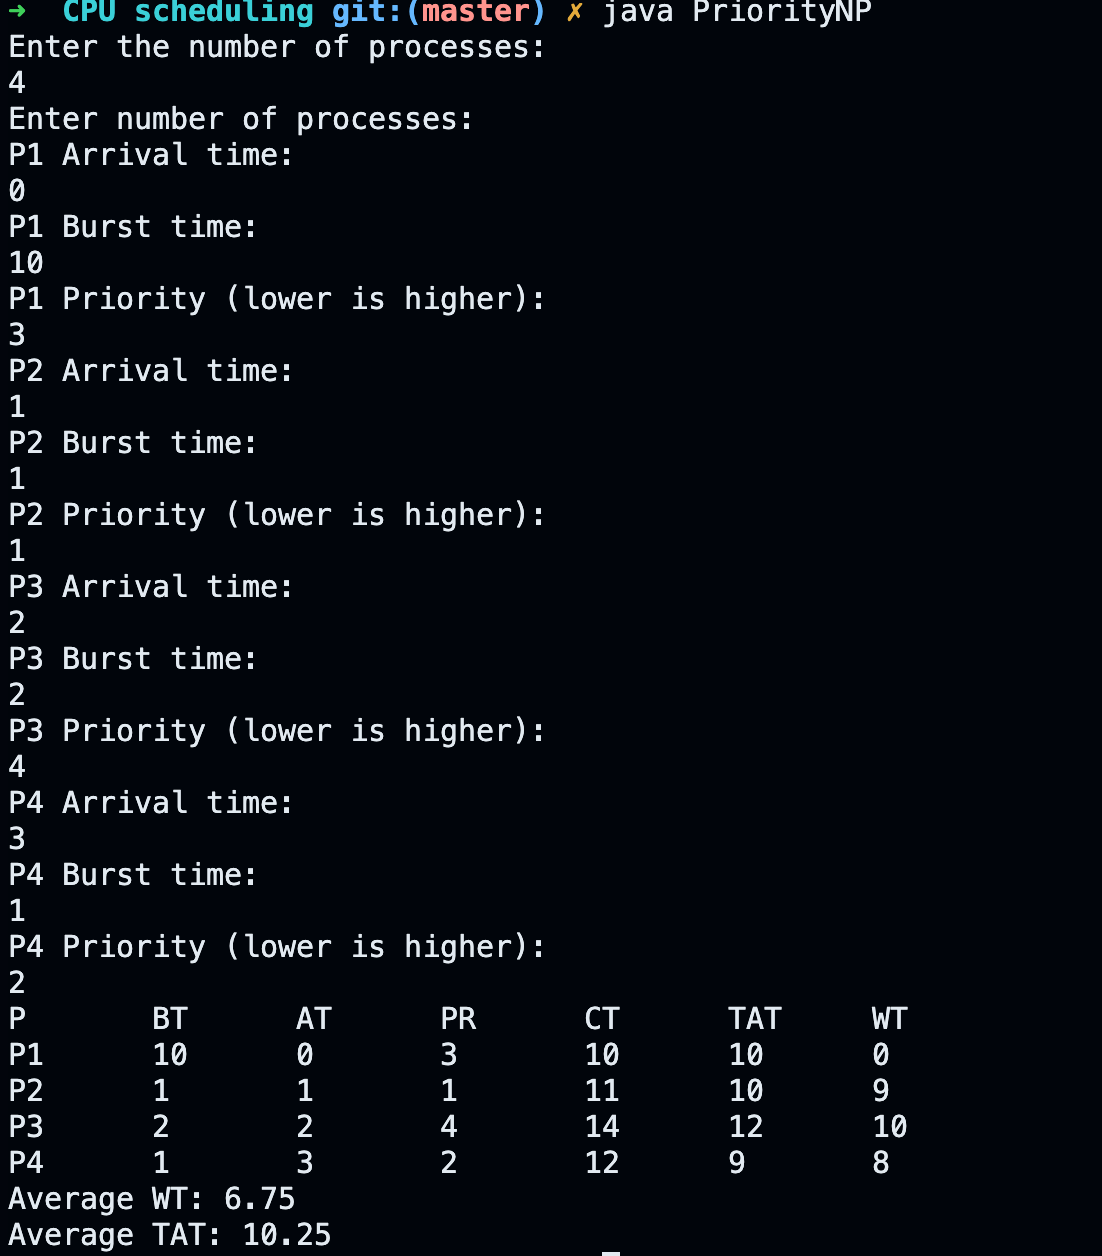 ➜  CPU scheduling git:(master) ✗ java PriorityNP
Enter the number of processes:
4
Enter number of processes:
P1 Arrival time:
0
P1 Burst time:
10
P1 Priority (lower is higher):
3
P2 Arrival time:
1
P2 Burst time:
1
P2 Priority (lower is higher):
1
P3 Arrival time:
2
P3 Burst time:
2
P3 Priority (lower is higher):
4
P4 Arrival time:
3
P4 Burst time:
1
P4 Priority (lower is higher):
2
P	BT	AT	PR	CT	TAT	WT
P1	10	0	3	10	10	0
P2	1	1	1	11	10	9
P3	2	2	4	14	12	10
P4	1	3	2	12	9	8
Average WT: 6.75
Average TAT: 10.25